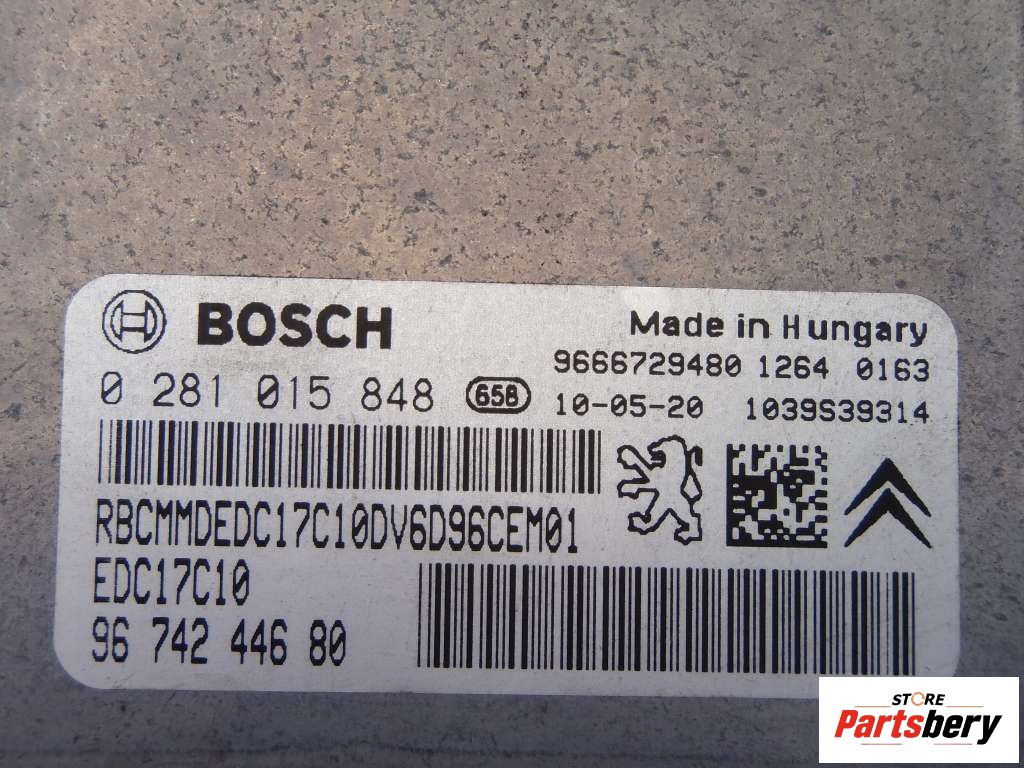 BOSCH
Made in Hungary
9666729480 1264 0163
0 281 015 848 658
10-05-20 1039S39314
RBCMMDEDC17C10DV6D96CEM01
EDC17C10
96 742 446 80
STORE
Partsbery